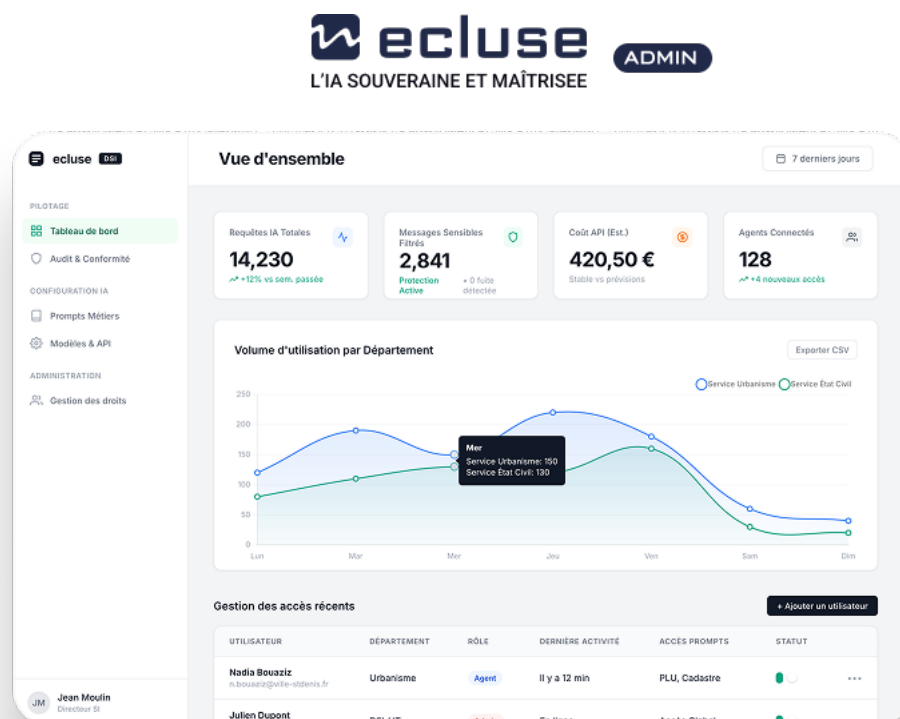 ecluse
ADMIN
L'IA SOUVERAINE ET MAÎTRISEE
ecluse DSI
Vue d'ensemble
7 derniers jours
PILOTAGE
Tableau de bord
Audit & Conformité
CONFIGURATION IA
Prompts Métiers
Modèles & API
ADMINISTRATION
Gestion des droits
JM
Jean Moulin
Directeur SI
Requêtes IA Totales
14,230
+12% vs sem. passée
Messages Sensibles
Filtrés
2,841
Protection
Active
• 0 fuite
détectée
Coût API (Est.)
420,50 €
Stable vs prévisions
Agents Connectés
128
+4 nouveaux accès
Volume d'utilisation par Département
Exporter CSV
Service Urbanisme
Service État Civil
250
200
150
100
50
0
Mer
Service Urbanisme: 150
Service État Civil: 130
Lun
Mar
Mer
Jeu
Ven
Sam
Dim
Gestion des accès récents
+ Ajouter un utilisateur
UTILISATEUR
DÉPARTEMENT
RÔLE
DERNIÈRE ACTIVITÉ
ACCÈS PROMPTS
STATUT
Nadia Bouaziz
n.bouaziz@ville-stdenis.fr
Urbanisme
Agent
Il y a 12 min
PLU, Cadastre
Julien Dupont